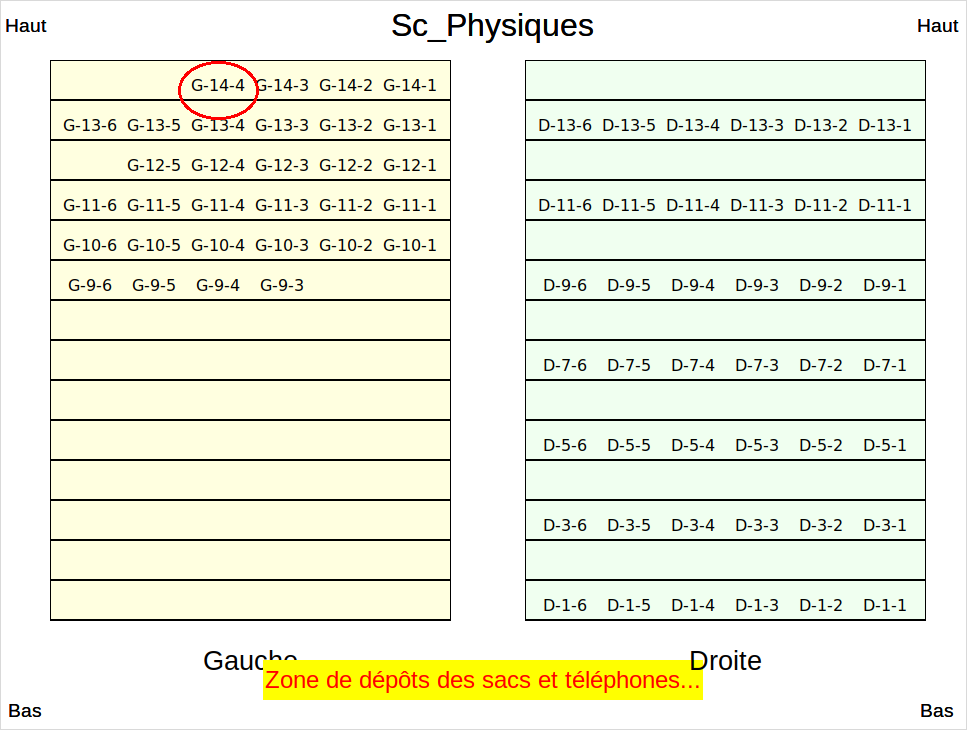 Haut Sc_Physiques Haut
G-14-4 G-14-3 G-14-2 G-14-1
G-13-6 G-13-5 G-13-4 G-13-3 G-13-2 G-13-1 D-13-6 D-13-5 D-13-4 D-13-3 D-13-2 D-13-1
G-12-5 G-12-4 G-12-3 G-12-2 G-12-1
G-11-6 G-11-5 G-11-4 G-11-3 G-11-2 G-11-1 D-11-6 D-11-5 D-11-4 D-11-3 D-11-2 D-11-1
G-10-6 G-10-5 G-10-4 G-10-3 G-10-2 G-10-1
G-9-6 G-9-5 G-9-4 G-9-3 D-9-6 D-9-5 D-9-4 D-9-3 D-9-2 D-9-1
D-7-6 D-7-5 D-7-4 D-7-3 D-7-2 D-7-1
D-5-6 D-5-5 D-5-4 D-5-3 D-5-2 D-5-1
D-3-6 D-3-5 D-3-4 D-3-3 D-3-2 D-3-1
D-1-6 D-1-5 D-1-4 D-1-3 D-1-2 D-1-1
Gauche Droite
Zone de dépôts des sacs et téléphones...
Bas Bas